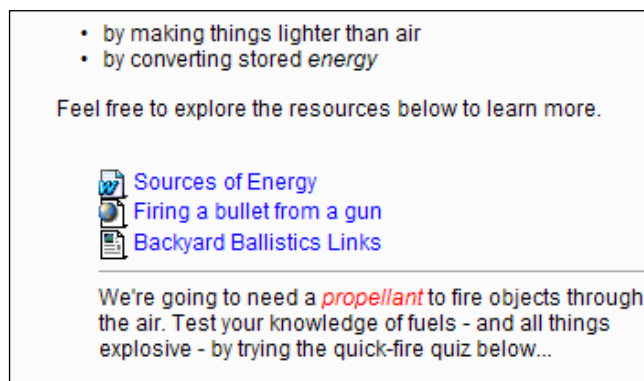 • by making things lighter than air
• by converting stored energy
Feel free to explore the resources below to learn more.
Sources of Energy
Firing a bullet from a gun
Backyard Ballistics Links
We're going to need a propellant to fire objects through
the air. Test your knowledge of fuels - and all things
explosive - by trying the quick-fire quiz below...